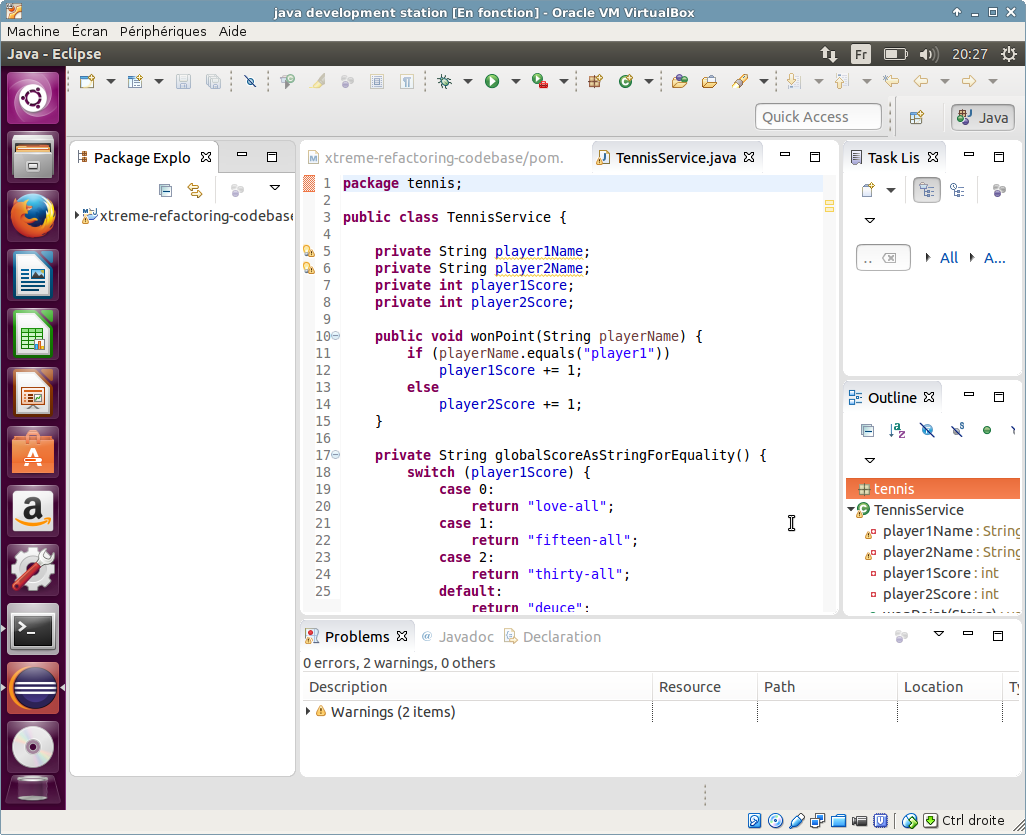 java development station [En fonction] - Oracle VM VirtualBox
Machine Écran Périphériques Aide
Java - Eclipse
Fr
20:27
Quick Access
Java
Package Explo
xtreme-refactoring-codebase
xtreme-refactoring-codebase/pom.
TennisService.java
1 package tennis;
2
3 public class TennisService {
4
5 private String player1Name;
6 private String player2Name;
7 private int player1Score;
8 private int player2Score;
9
10 public void wonPoint(String playerName) {
11 if (playerName.equals("player1"))
12 player1Score += 1;
13 else
14 player2Score += 1;
15 }
16
17 private String globalScoreAsStringForEquality() {
18 switch (player1Score) {
19 case 0:
20 return "love-all";
21 case 1:
22 return "fifteen-all";
23 case 2:
24 return "thirty-all";
25 default:
return "deuce";
Task Lis
..
All
A...
Outline
tennis
TennisService
player1Name : String
player2Name : String
player1Score : int
player2Score : int
Problems
@ Javadoc
Declaration
0 errors, 2 warnings, 0 others
Description Resource Path Location Ty
Warnings (2 items)
Ctrl droite